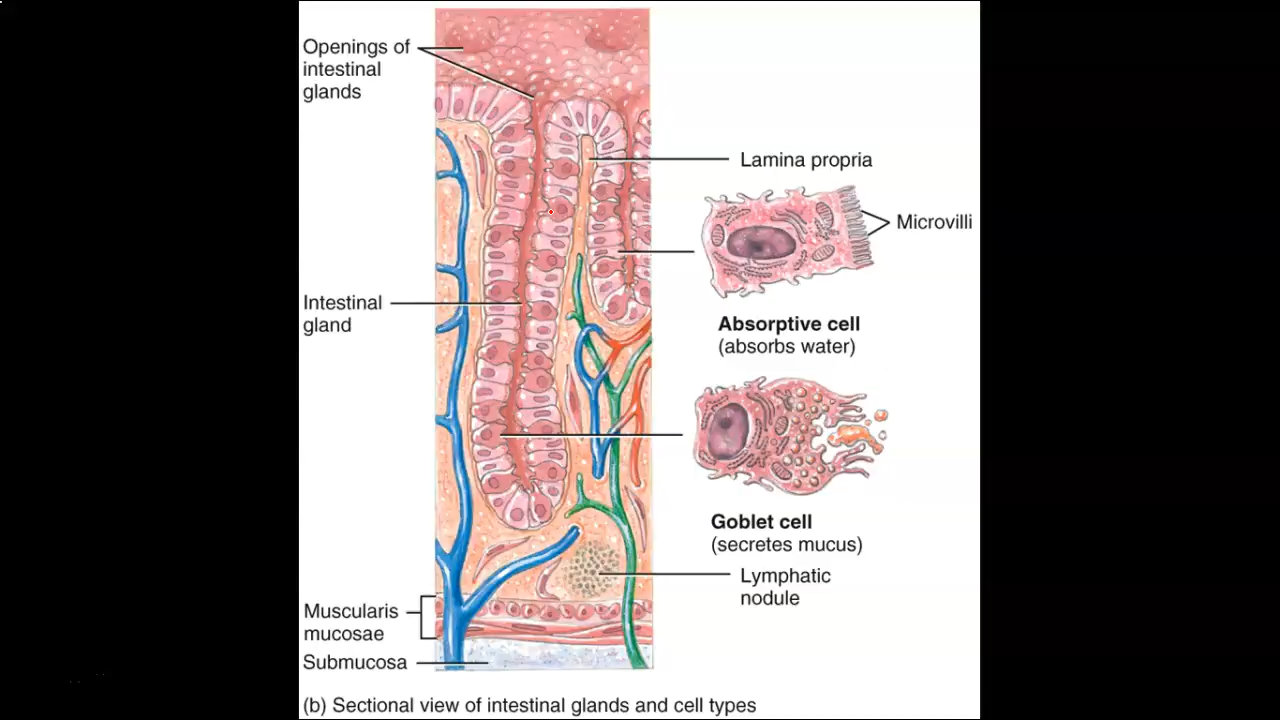 Openings of
intestinal
glands
Lamina propria
Microvilli
Intestinal
gland
Absorptive cell
(absorbs water)
Goblet cell
(secretes mucus)
Lymphatic
nodule
Muscularis
mucosae
Submucosa
(b) Sectional view of intestinal glands and cell types